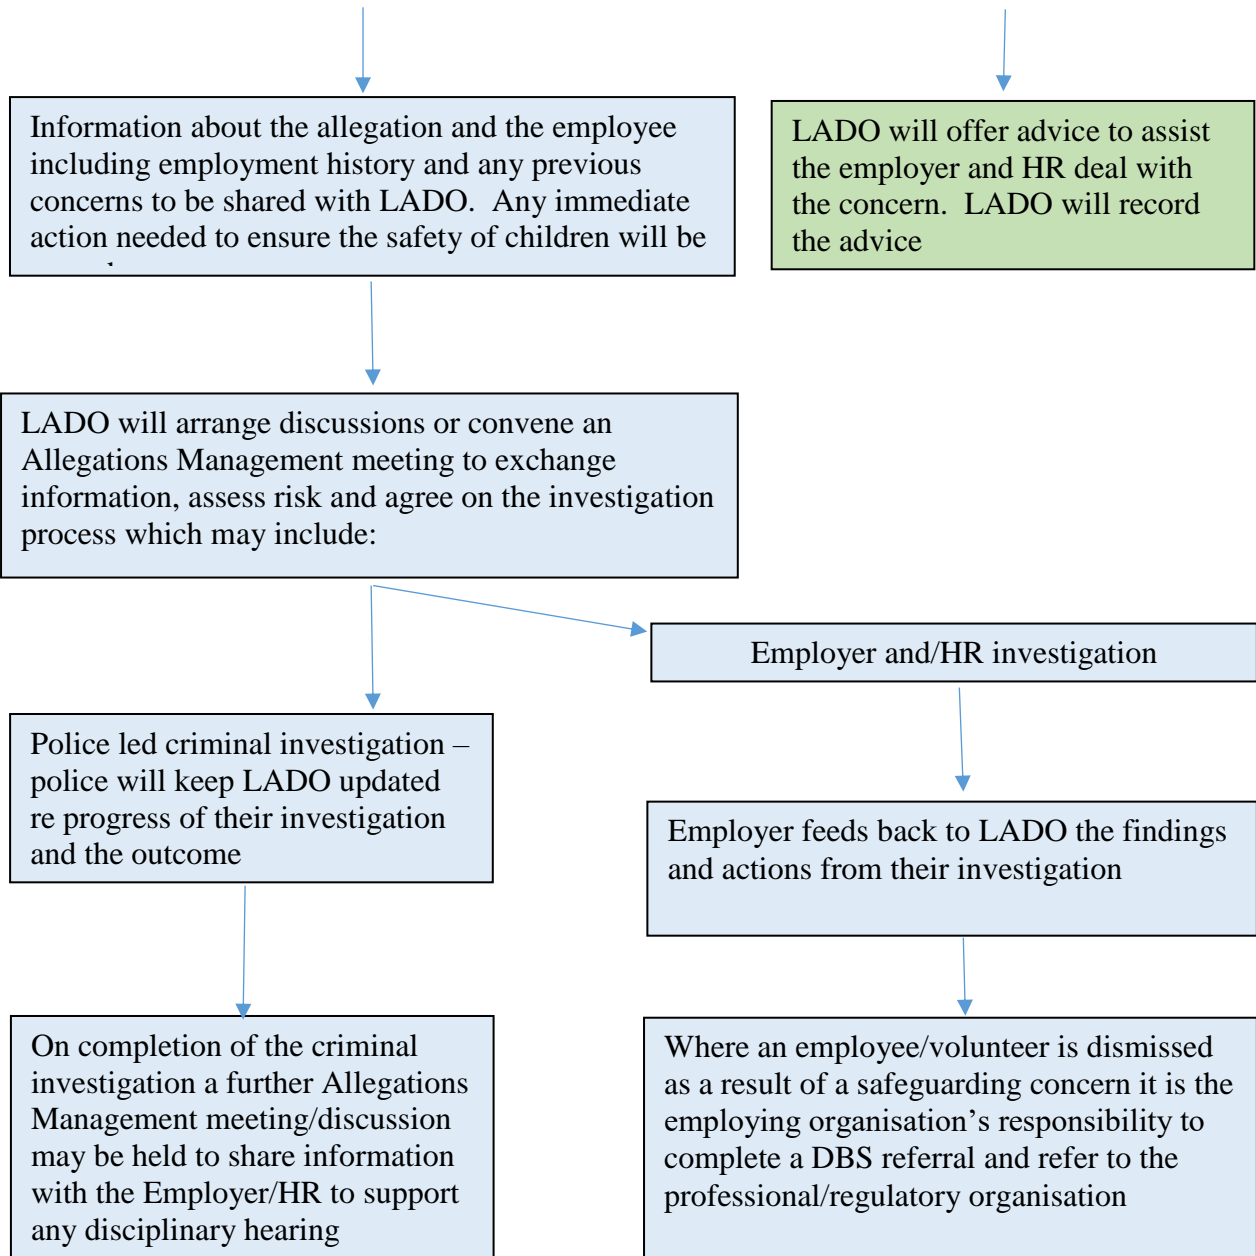 Information about the allegation and the employee
including employment history and any previous
concerns to be shared with LADO.  Any immediate
action needed to ensure the safety of children will be
LADO will offer advice to assist
the employer and HR deal with
the concern.  LADO will record
the advice
LADO will arrange discussions or convene an
Allegations Management meeting to exchange
information, assess risk and agree on the investigation
process which may include:
Employer and/HR investigation
Police led criminal investigation –
police will keep LADO updated
re progress of their investigation
and the outcome
Employer feeds back to LADO the findings
and actions from their investigation
On completion of the criminal
investigation a further Allegations
Management meeting/discussion
may be held to share information
with the Employer/HR to support
any disciplinary hearing
Where an employee/volunteer is dismissed
as a result of a safeguarding concern it is the
employing organisation’s responsibility to
complete a DBS referral and refer to the
professional/regulatory organisation